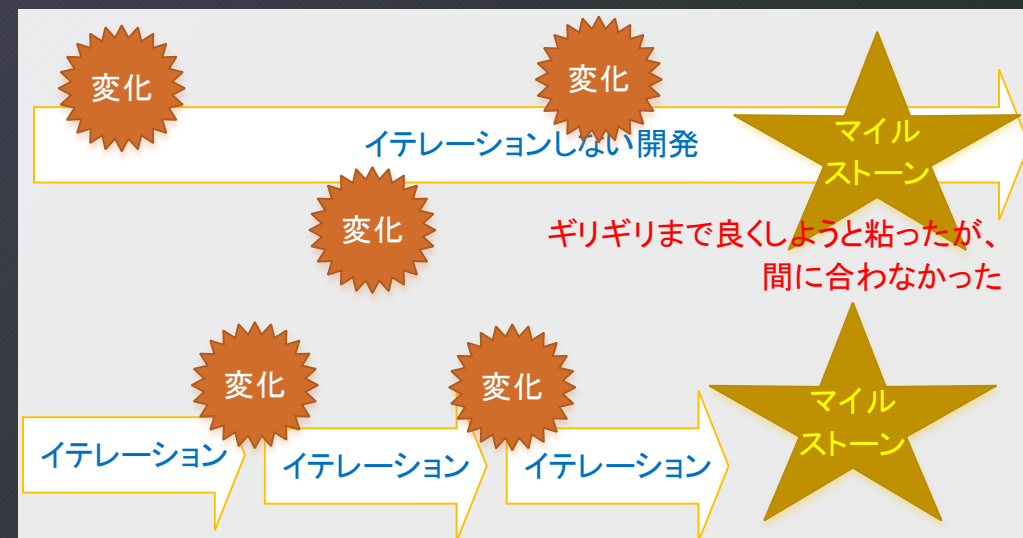 変化
変化
イテレーションしない開発
マイル
ストーン
変化
ギリギリまで良くしようと粘ったが、
間に合わなかった
変化
変化
イテレーション
イテレーション
イテレーション
マイル
ストーン